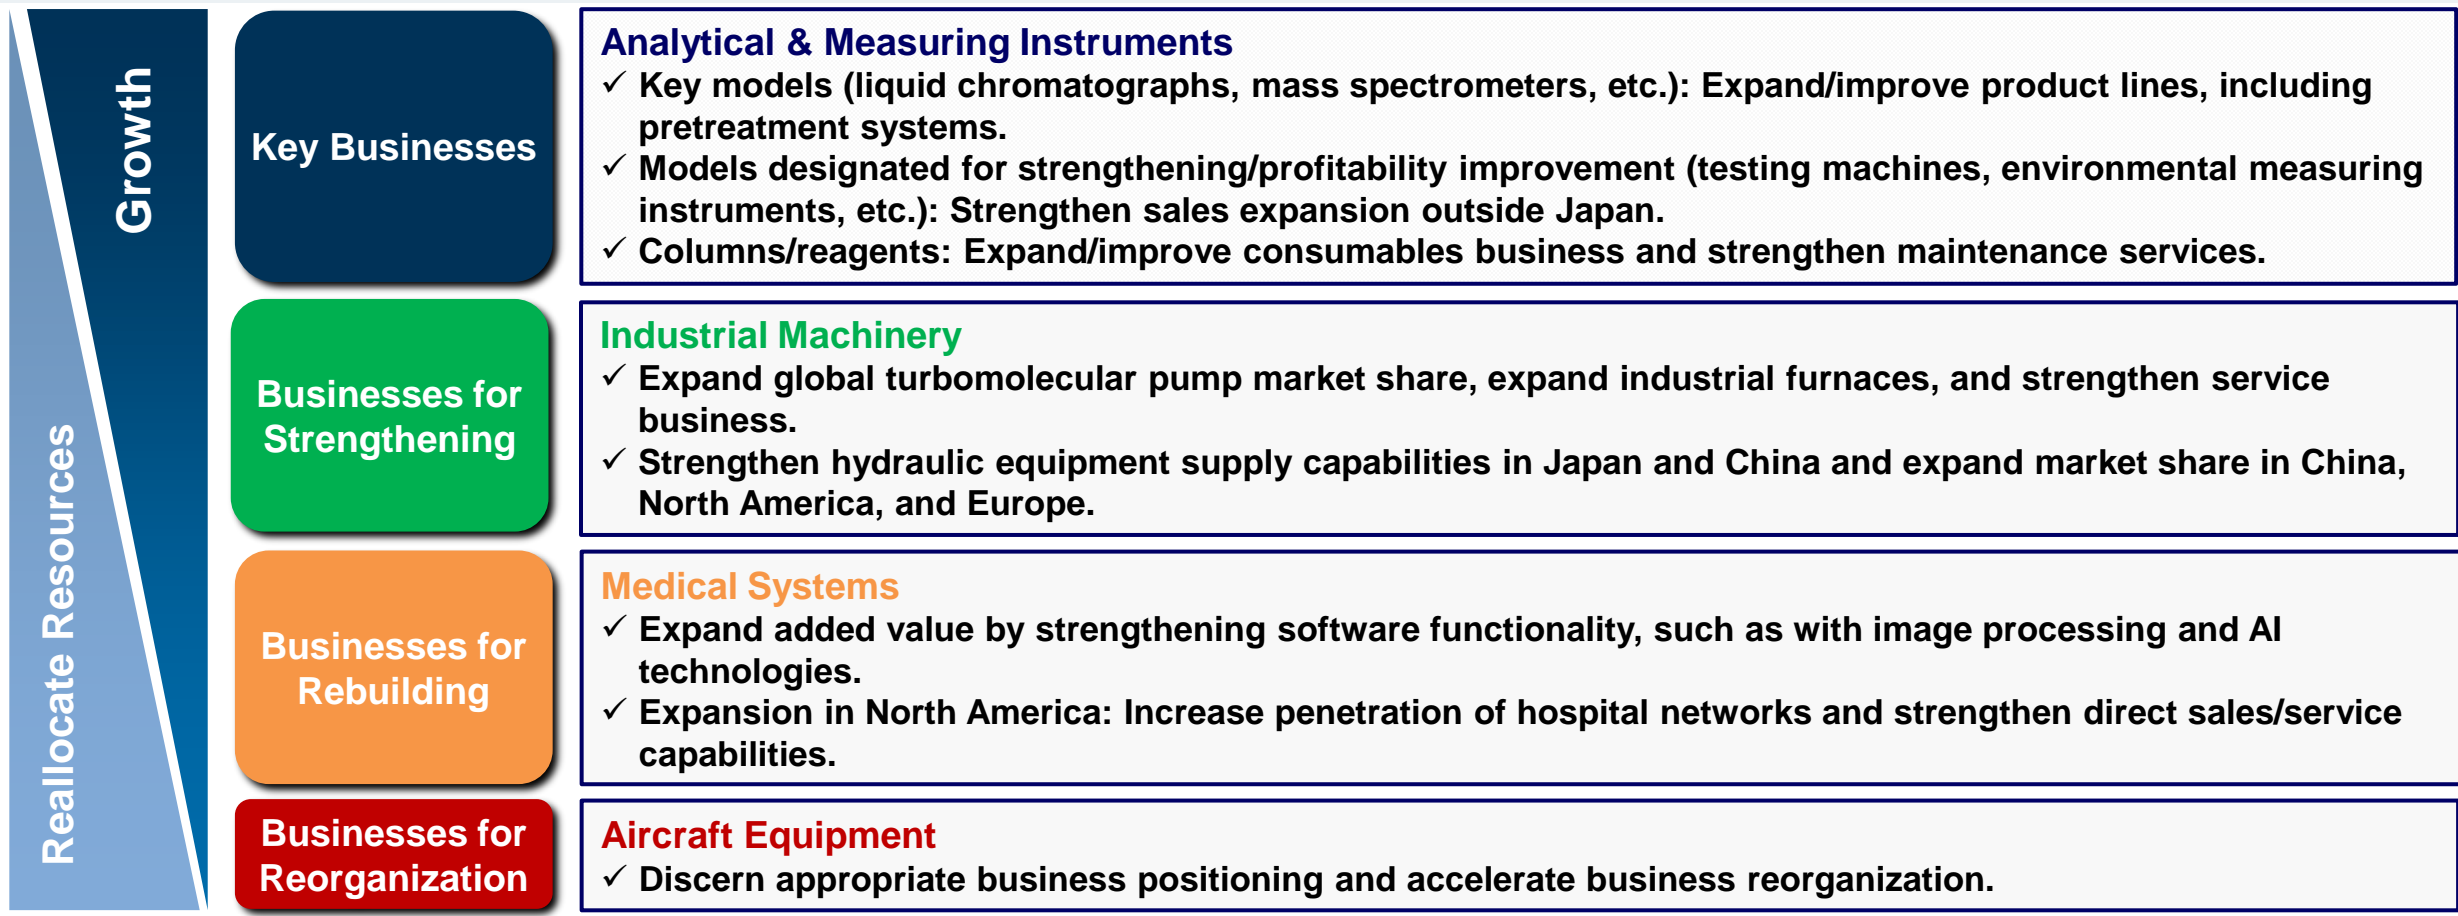 Growth
Reallocate Resources
Key Businesses
Analytical & Measuring Instruments
✓ Key models (liquid chromatographs, mass spectrometers, etc.): Expand/improve product lines, including
pretreatment systems.
✓ Models designated for strengthening/profitability improvement (testing machines, environmental measuring
instruments, etc.): Strengthen sales expansion outside Japan.
✓ Columns/reagents: Expand/improve consumables business and strengthen maintenance services.
Businesses for
Strengthening
Industrial Machinery
✓ Expand global turbomolecular pump market share, expand industrial furnaces, and strengthen service
business.
✓ Strengthen hydraulic equipment supply capabilities in Japan and China and expand market share in China,
North America, and Europe.
Businesses for
Rebuilding
Medical Systems
✓ Expand added value by strengthening software functionality, such as with image processing and AI
technologies.
✓ Expansion in North America: Increase penetration of hospital networks and strengthen direct sales/service
capabilities.
Businesses for
Reorganization
Aircraft Equipment
✓ Discern appropriate business positioning and accelerate business reorganization.